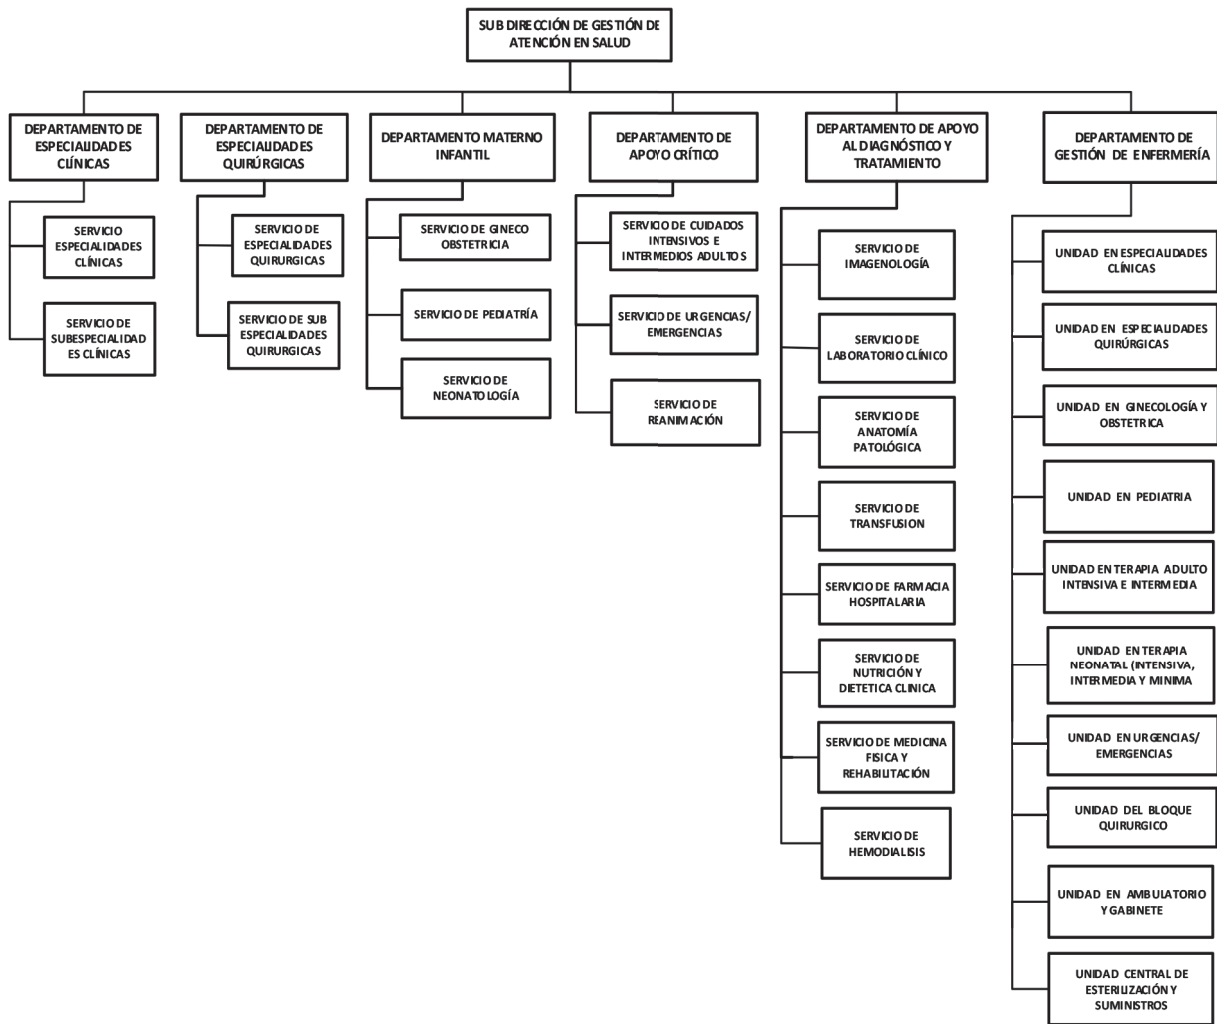 SUB DIRECCIÓN DE GESTIÓN DE
ATENCIÓN EN SALUD
DEPARTAMENTO DE
ESPECIALIDADES
CLÍNICAS
SERVICIO
ESPECIALIDADES
CLÍNICAS
SERVICIO DE
SUBESPECIALIDAD
ES CLÍNICAS
DEPARTAMENTO DE
ESPECIALIDADES
QUIRÚRGICAS
SERVICIO DE
ESPECIALIDADES
QUIRURGICAS
SERVICIO DE SUB
ESPECIALIDADES
QUIRURGICAS
DEPARTAMENTO MATERNO
INFANTIL
SERVICIO DE GINECO
OBSTETRICIA
SERVICIO DE PEDIATRÍA
SERVICIO DE
NEONATOLOGÍA
DEPARTAMENTO DE
APOYO CRÍTICO
SERVICIO DE CUIDADOS
INTENSIVOS E
INTERMEDIOS ADULTOS
SERVICIO DE URGENCIAS/
EMERGENCIAS
SERVICIO DE
REANIMACIÓN
DEPARTAMENTO DE APOYO
AL DIAGNÓSTICO Y
TRATAMIENTO
SERVICIO DE
IMAGENOLOGÍA
SERVICIO DE
LABORATORIO CLÍNICO
SERVICIO DE
ANATOMÍA
PATOLÓGICA
SERVICIO DE
TRANSFUSION
SERVICIO DE FARMACIA
HOSPITALARIA
SERVICIO DE
NUTRICIÓN Y
DIETETICA CLINICA
SERVICIO DE MEDICINA
FISICA Y
REHABILITACIÓN
SERVICIO DE
HEMODIALISIS
DEPARTAMENTO DE
GESTIÓN DE ENFERMERÍA
UNIDAD EN ESPECIALIDADES
CLÍNICAS
UNIDAD EN ESPECIALIDADES
QUIRÚRGICAS
UNIDAD EN GINECOLOGÍA Y
OBSTETRICA
UNIDAD EN PEDIATRIA
UNIDAD EN TERAPIA ADULTO
INTENSIVA E INTERMEDIA
UNIDAD EN TERAPIA
NEONATAL (INTENSIVA,
INTERMEDIA Y MINIMA
UNIDAD EN URGENCIAS/
EMERGENCIAS
UNIDAD DEL BLOQUE
QUIRURGICO
UNIDAD EN AMBULATORIO
Y GABINETE
UNIDAD CENTRAL DE
ESTERILIZACIÓN Y
SUMINISTROS